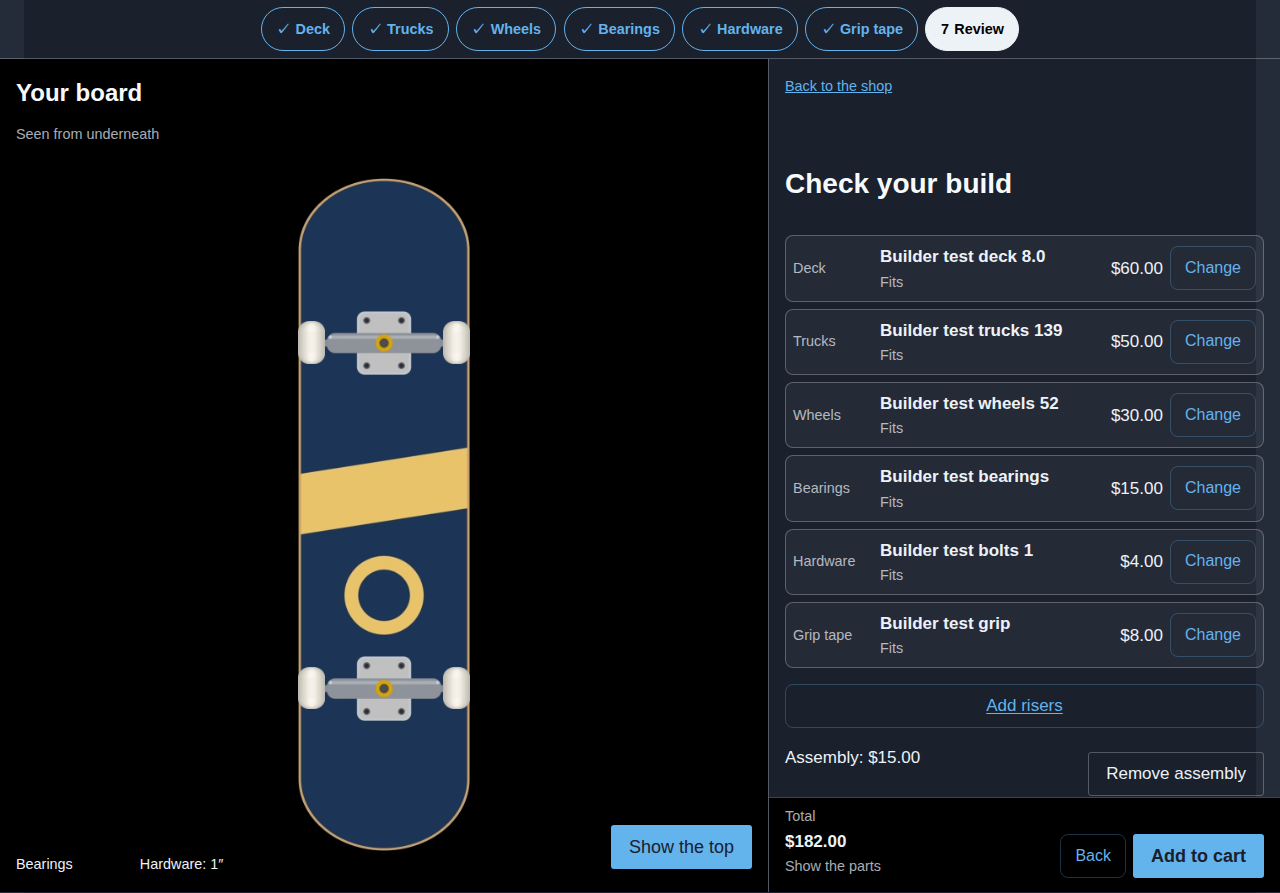 ✓ Deck
✓ Trucks
✓ Wheels
✓ Bearings
✓ Hardware
✓ Grip tape
7 Review
Your board
Seen from underneath
Bearings
Hardware: 1″
Show the top
Back to the shop
Check your build
Deck
Builder test deck 8.0
Fits
$60.00
Change
Trucks
Builder test trucks 139
Fits
$50.00
Change
Wheels
Builder test wheels 52
Fits
$30.00
Change
Bearings
Builder test bearings
Fits
$15.00
Change
Hardware
Builder test bolts 1
Fits
$4.00
Change
Grip tape
Builder test grip
Fits
$8.00
Change
Add risers
Assembly: $15.00
Remove assembly
Total
$182.00
Show the parts
Back
Add to cart